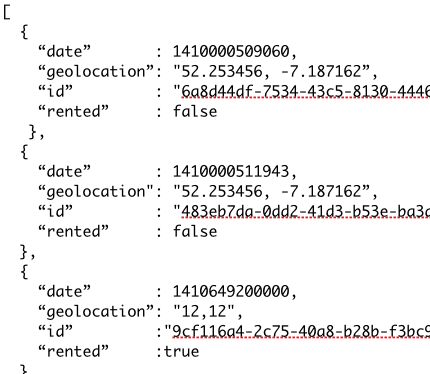 [
  {
    “date”        : 1410000509060,
    “geolocation”: "52.253456, -7.187162”,
    “id”          : "6a8d44df-7534-43c5-8130-4446
    “rented”      : false
   },
  {
    “date”        : 1410000511943,
    “geolocation": "52.253456, -7.187162”,
    “id”          : "483eb7da-0dd2-41d3-b53e-ba3a
    “rented”      : false
  },
  {
    “date”        : 1410649200000,
    “geolocation”: "12,12",
    “id”          :"9cf116a4-2c75-40a8-b28b-f3bc9
    “rented”      :true
  }